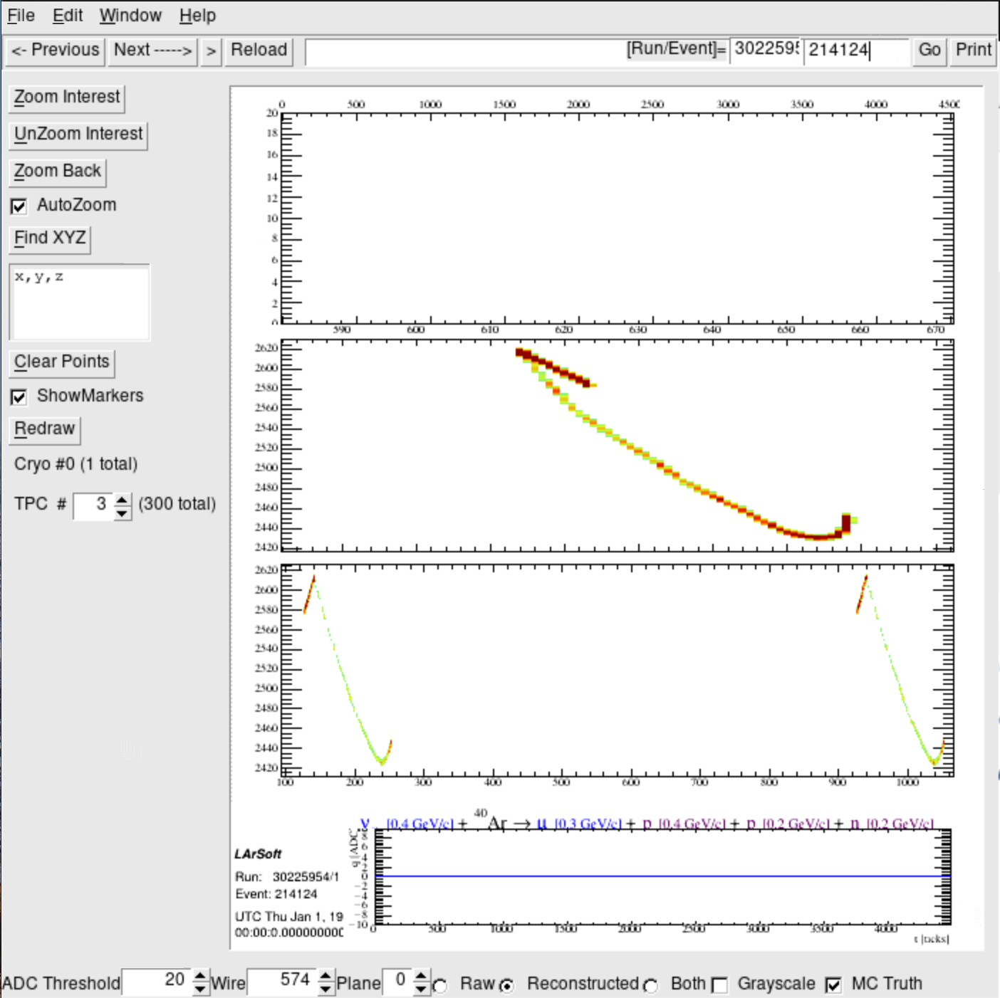 File Edit Window Help
<- Previous Next -----> > Reload [Run/Event]= 3022595 214124 Go Print
Zoom Interest
UnZoom Interest
Zoom Back
AutoZoom
Find XYZ
x,y,z
Clear Points
ShowMarkers
Redraw
Cryo #0 (1 total)
TPC # 3 (300 total)
0 500 1000 1500 2000 2500 3000 3500 4000 4500
20
18
16
14
12
10
8
6
4
2
0
590 600 610 620 630 640 650 660 670
2620
2600
2580
2560
2540
2520
2500
2480
2460
2440
2420
2620
2600
2580
2560
2540
2520
2500
2480
2460
2440
2420
100 200 300 400 500 600 700 800 900 1000
ν [0.4 GeV/c] + 40Ar → μ [0.3 GeV/c] + p [0.4 GeV/c] + p [0.2 GeV/c] + n [0.2 GeV/c]
LArSoft
Run: 30225954/1
Event: 214124
UTC Thu Jan 1, 19
00:00:0.000000000
q [ADC]
8
6
4
2
0
−2
−4
−6
−8
−10
0 500 1000 1500 2000 2500 3000 3500 4000
t [ticks]
ADC Threshold 20 Wire 574 Plane 0 Raw Reconstructed Both Grayscale MC Truth